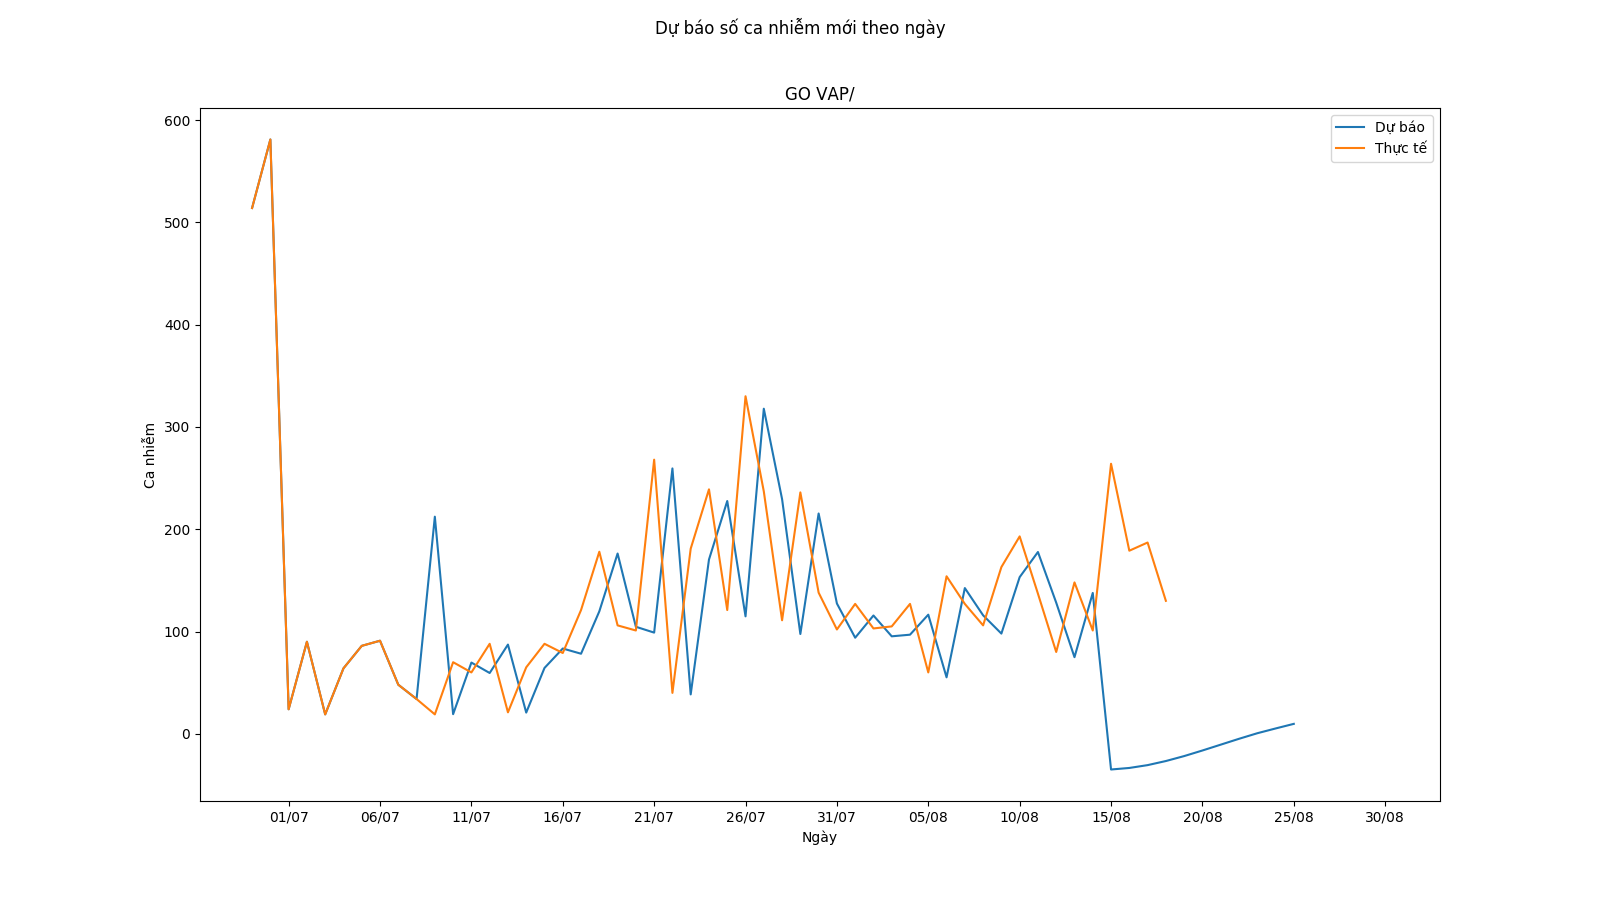 Dự báo số ca nhiễm mới theo ngày
GO VAP/
Dự báo
Thực tế
600
500
400
300
200
100
0
Ca nhiễm
01/07 06/07 11/07 16/07 21/07 26/07 31/07 05/08 10/08 15/08 20/08 25/08 30/08
Ngày